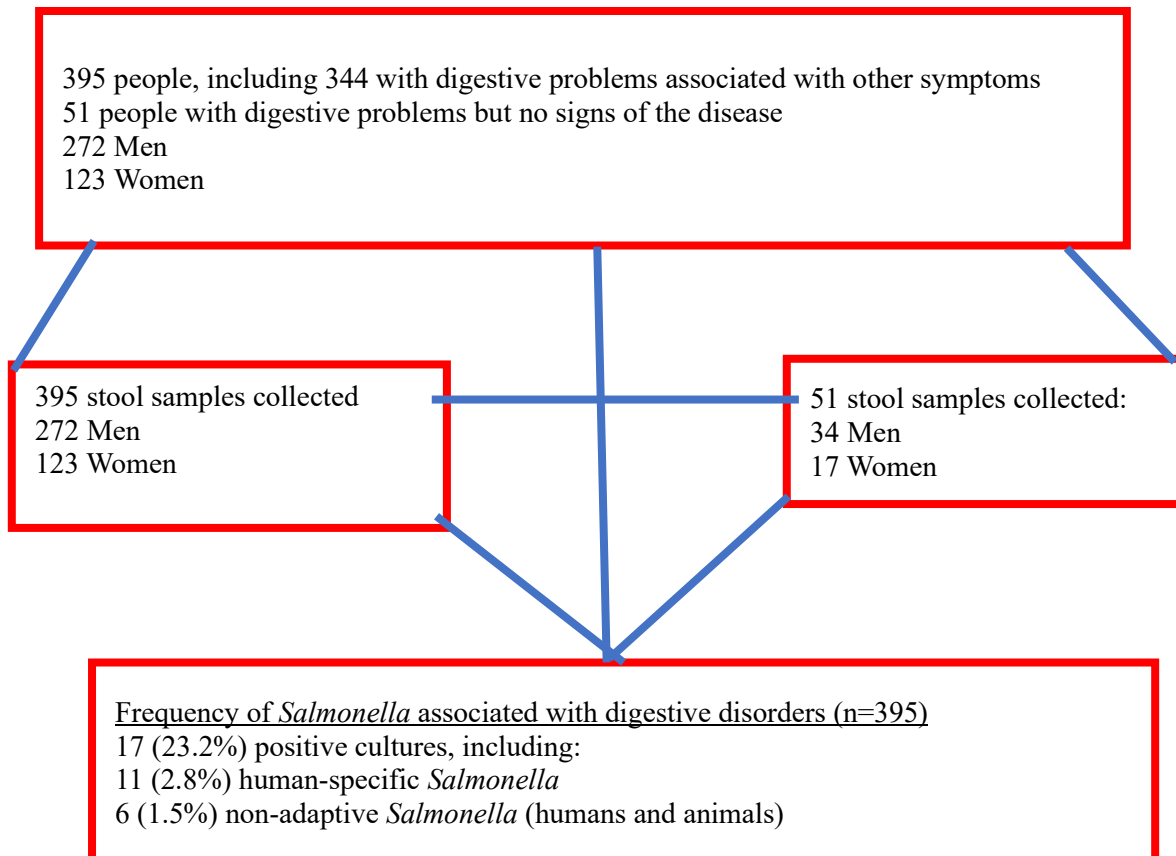 395 people, including 344 with digestive problems associated with other symptoms
51 people with digestive problems but no signs of the disease
272 Men
123 Women
395 stool samples collected
272 Men
123 Women
51 stool samples collected:
34 Men
17 Women
Frequency of Salmonella associated with digestive disorders (n=395)
17 (23.2%) positive cultures, including:
11 (2.8%) human-specific Salmonella
6 (1.5%) non-adaptive Salmonella (humans and animals)